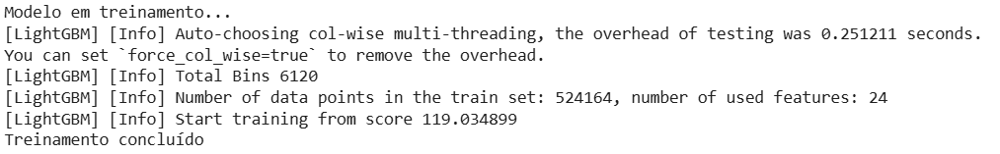 Modelo em treinamento...
[LightGBM] [Info] Auto-choosing col-wise multi-threading, the overhead of testing was 0.251211 seconds.
You can set `force_col_wise=true` to remove the overhead.
[LightGBM] [Info] Total Bins 6120
[LightGBM] [Info] Number of data points in the train set: 524164, number of used features: 24
[LightGBM] [Info] Start training from score 119.034899
Treinamento concluído